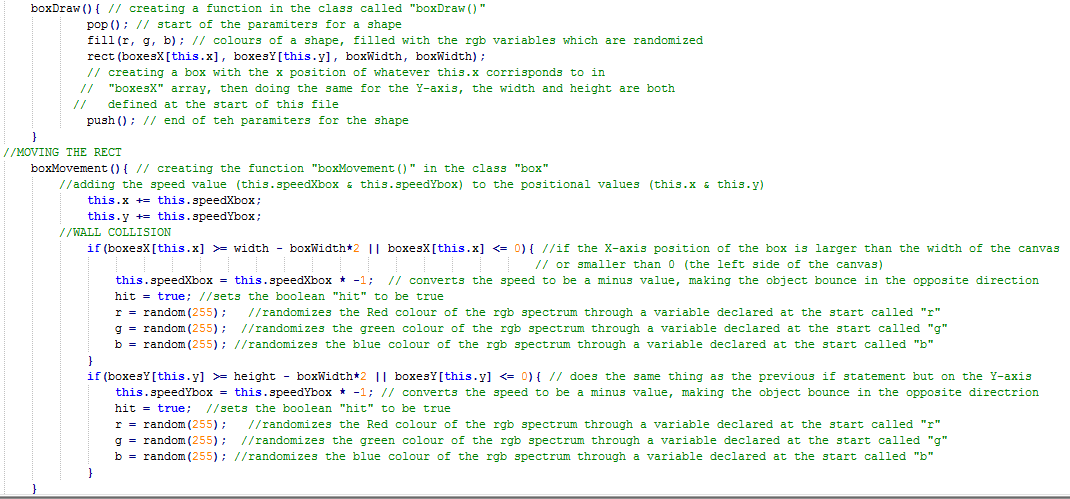 boxDraw(){ // creating a function in the class called "boxDraw()"
pop(); // start of the paramiters for a shape
fill(r, g, b); // colours of a shape, filled with the rgb variables which are randomized
rect(boxesX[this.x], boxesY[this.y], boxWidth, boxWidth);
// creating a box with the x position of whatever this.x corrisponds to in
// "boxesX" array, then doing the same for the Y-axis, the width and height are both
// defined at the start of this file
push(); // end of teh paramiters for the shape
}
//MOVING THE RECT
boxMovement(){ // creating the function "boxMovement()" in the class "box"
//adding the speed value (this.speedXbox & this.speedYbox) to the positional values (this.x & this.y)
this.x += this.speedXbox;
this.y += this.speedYbox;
//WALL COLLISION
if(boxesX[this.x] >= width - boxWidth*2 || boxesX[this.x] <= 0){ //if the X-axis position of the box is larger than the width of the canvas
// or smaller than 0 (the left side of the canvas)
this.speedXbox = this.speedXbox * -1; // converts the speed to be a minus value, making the object bounce in the opposite direction
hit = true; //sets the boolean "hit" to be true
r = random(255); //randomizes the Red colour of the rgb spectrum through a variable declared at the start called "r"
g = random(255); //randomizes the green colour of the rgb spectrum through a variable declared at the start called "g"
b = random(255); //randomizes the blue colour of the rgb spectrum through a variable declared at the start called "b"
}
if(boxesY[this.y] >= height - boxWidth*2 || boxesY[this.y] <= 0){ // does the same thing as the previous if statement but on the Y-axis
this.speedYbox = this.speedYbox * -1; // converts the speed to be a minus value, making the object bounce in the opposite directrion
hit = true; //sets the boolean "hit" to be true
r = random(255); //randomizes the Red colour of the rgb spectrum through a variable declared at the start called "r"
g = random(255); //randomizes the green colour of the rgb spectrum through a variable declared at the start called "g"
b = random(255); //randomizes the blue colour of the rgb spectrum through a variable declared at the start called "b"
}
}